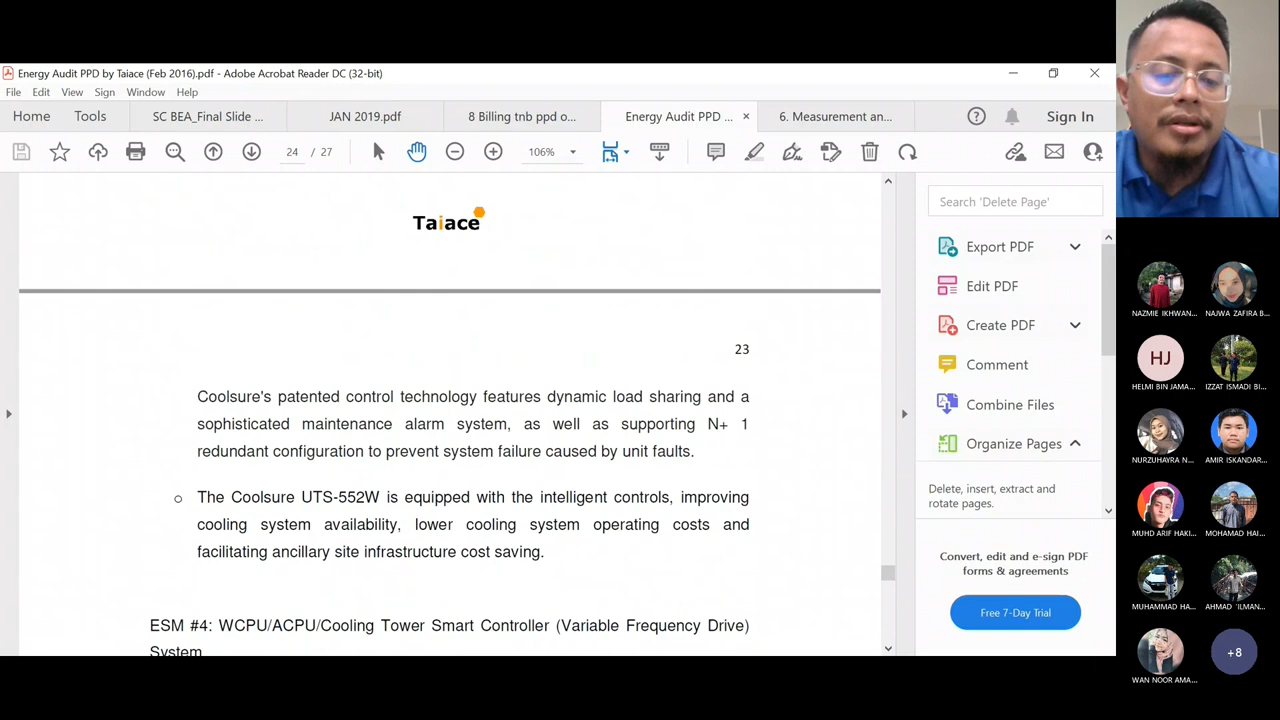 Energy Audit PPD by Taiace (Feb 2016).pdf - Adobe Acrobat Reader DC (32-bit)
File Edit View Sign Window Help
Home Tools SC BEA_Final Slide ... JAN 2019.pdf 8 Billing tnb ppd o... Energy Audit PPD ... × 6. Measurement an... Sign In
24 / 27 106%
Taiace
23
Coolsure's patented control technology features dynamic load sharing and a
sophisticated maintenance alarm system, as well as supporting N+ 1
redundant configuration to prevent system failure caused by unit faults.
o The Coolsure UTS-552W is equipped with the intelligent controls, improving
cooling system availability, lower cooling system operating costs and
facilitating ancillary site infrastructure cost saving.
ESM #4: WCPU/ACPU/Cooling Tower Smart Controller (Variable Frequency Drive)
System
Search 'Delete Page'
Export PDF
Edit PDF
Create PDF
Comment
Combine Files
Organize Pages
Delete, insert, extract and
rotate pages.
Convert, edit and e-sign PDF
forms & agreements
Free 7-Day Trial
NAZMIE IKHWAN... NAJWA ZAFIRA B...
HJ
HELMI BIN JAMA... IZZAT ISMADI BI...
NURZUHAYRA N... AMIR ISKANDAR...
MUHD ARIF HAKI... MOHAMAD HAI...
MUHAMMAD HA... AHMAD 'ILMAN...
WAN NOOR AMA... +8